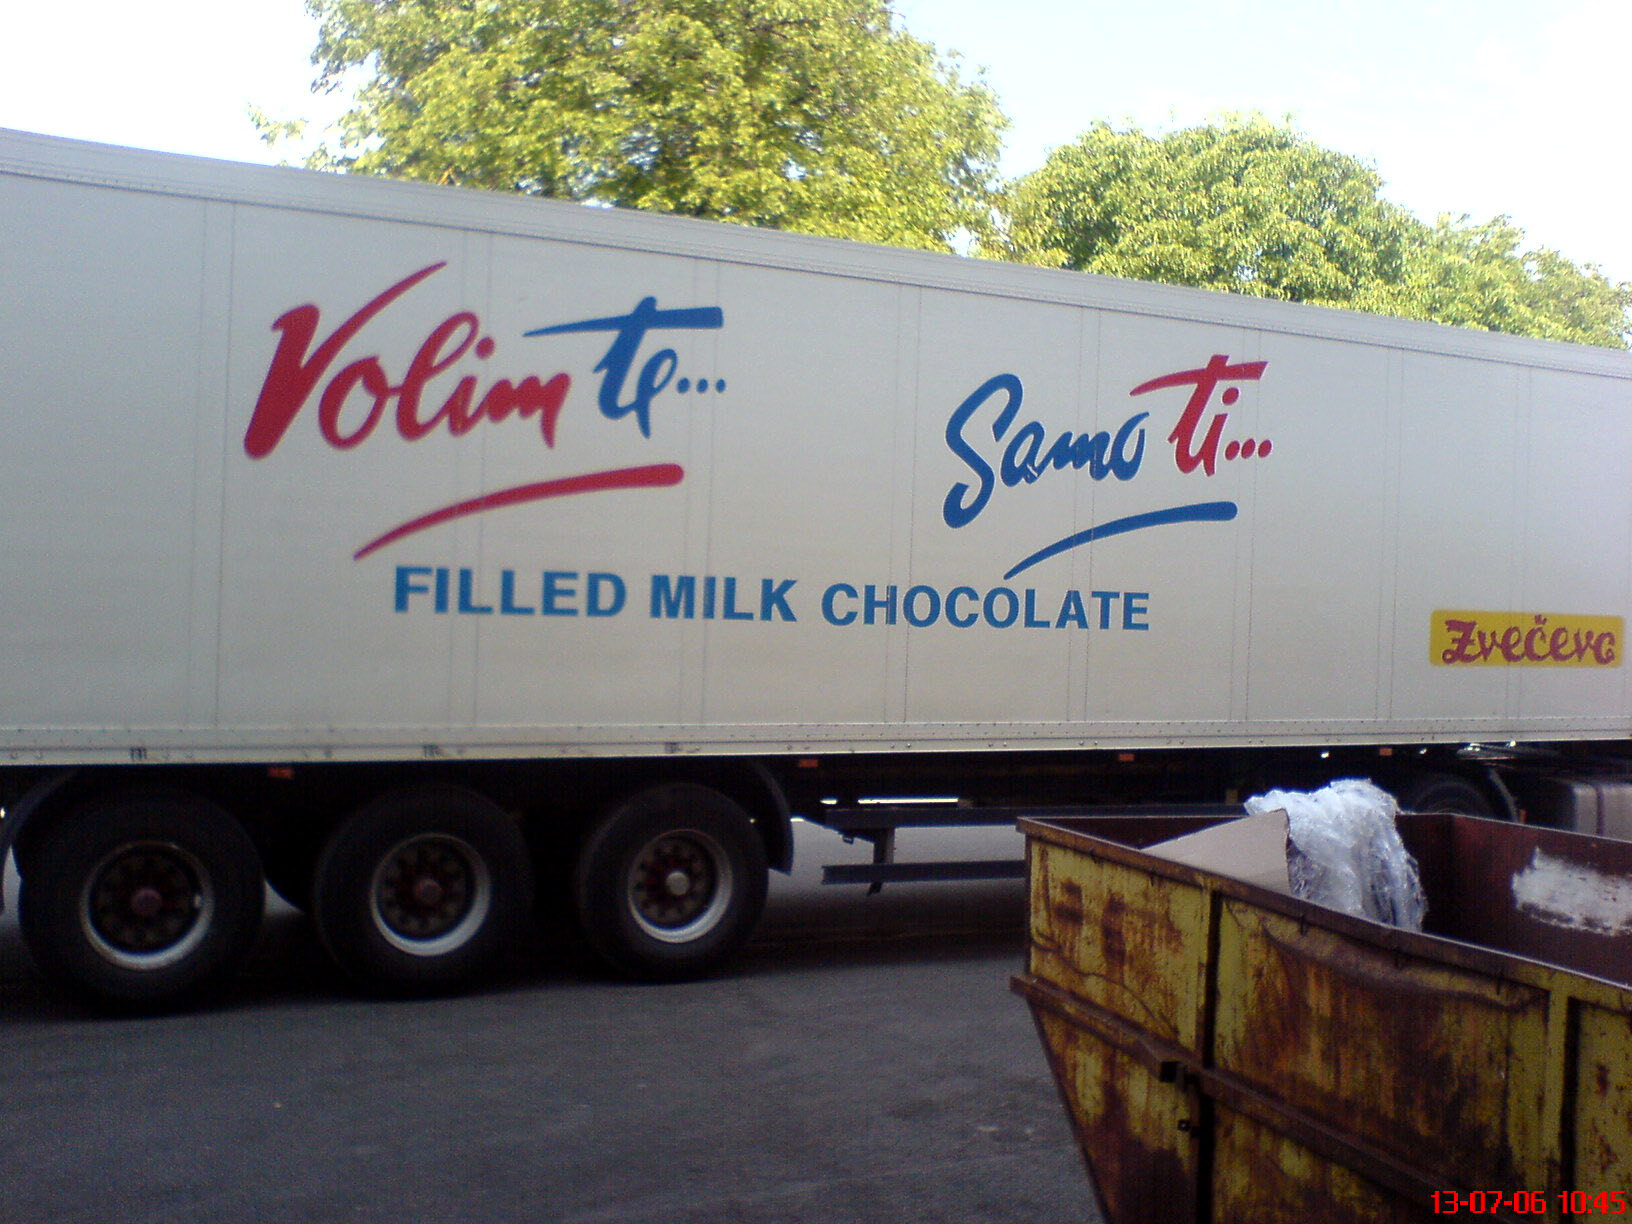 Volim te...
Samo Ti...
FILLED MILK CHOCOLATE
Zvečevo
13-07-06 10:45